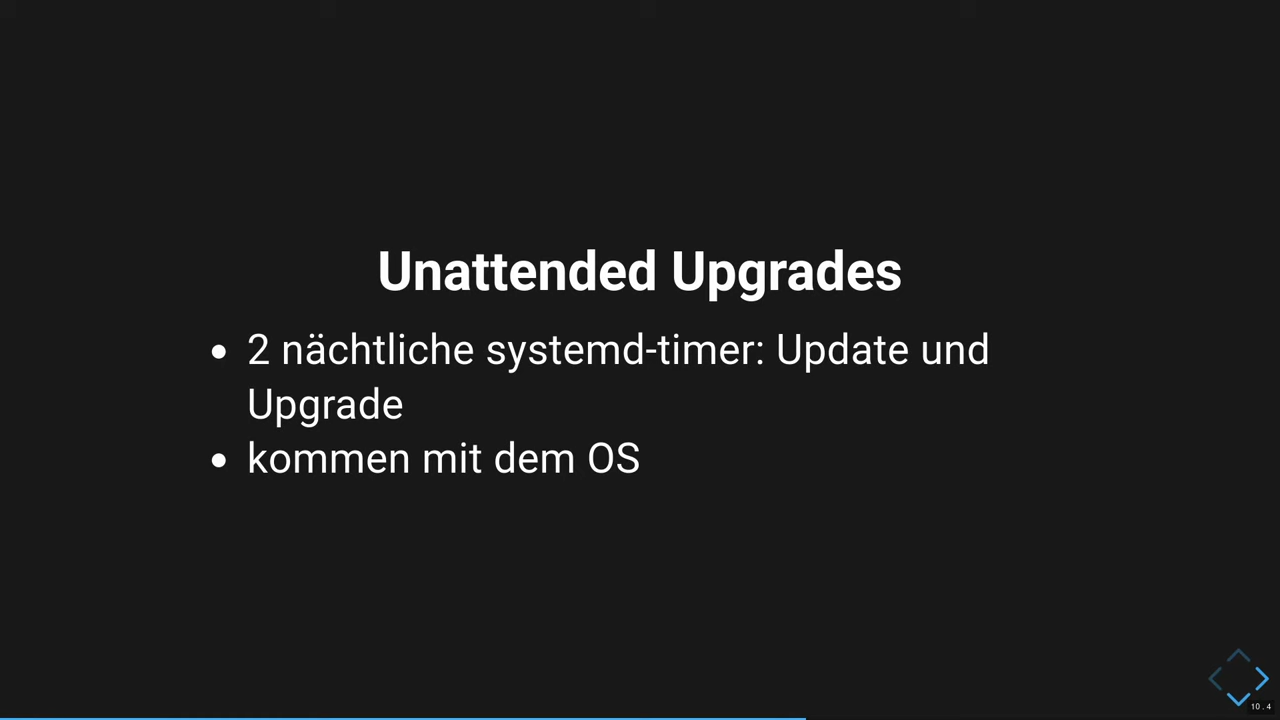 Unattended Upgrades
• 2 nächtliche systemd-timer: Update und
Upgrade
• kommen mit dem OS
10.4